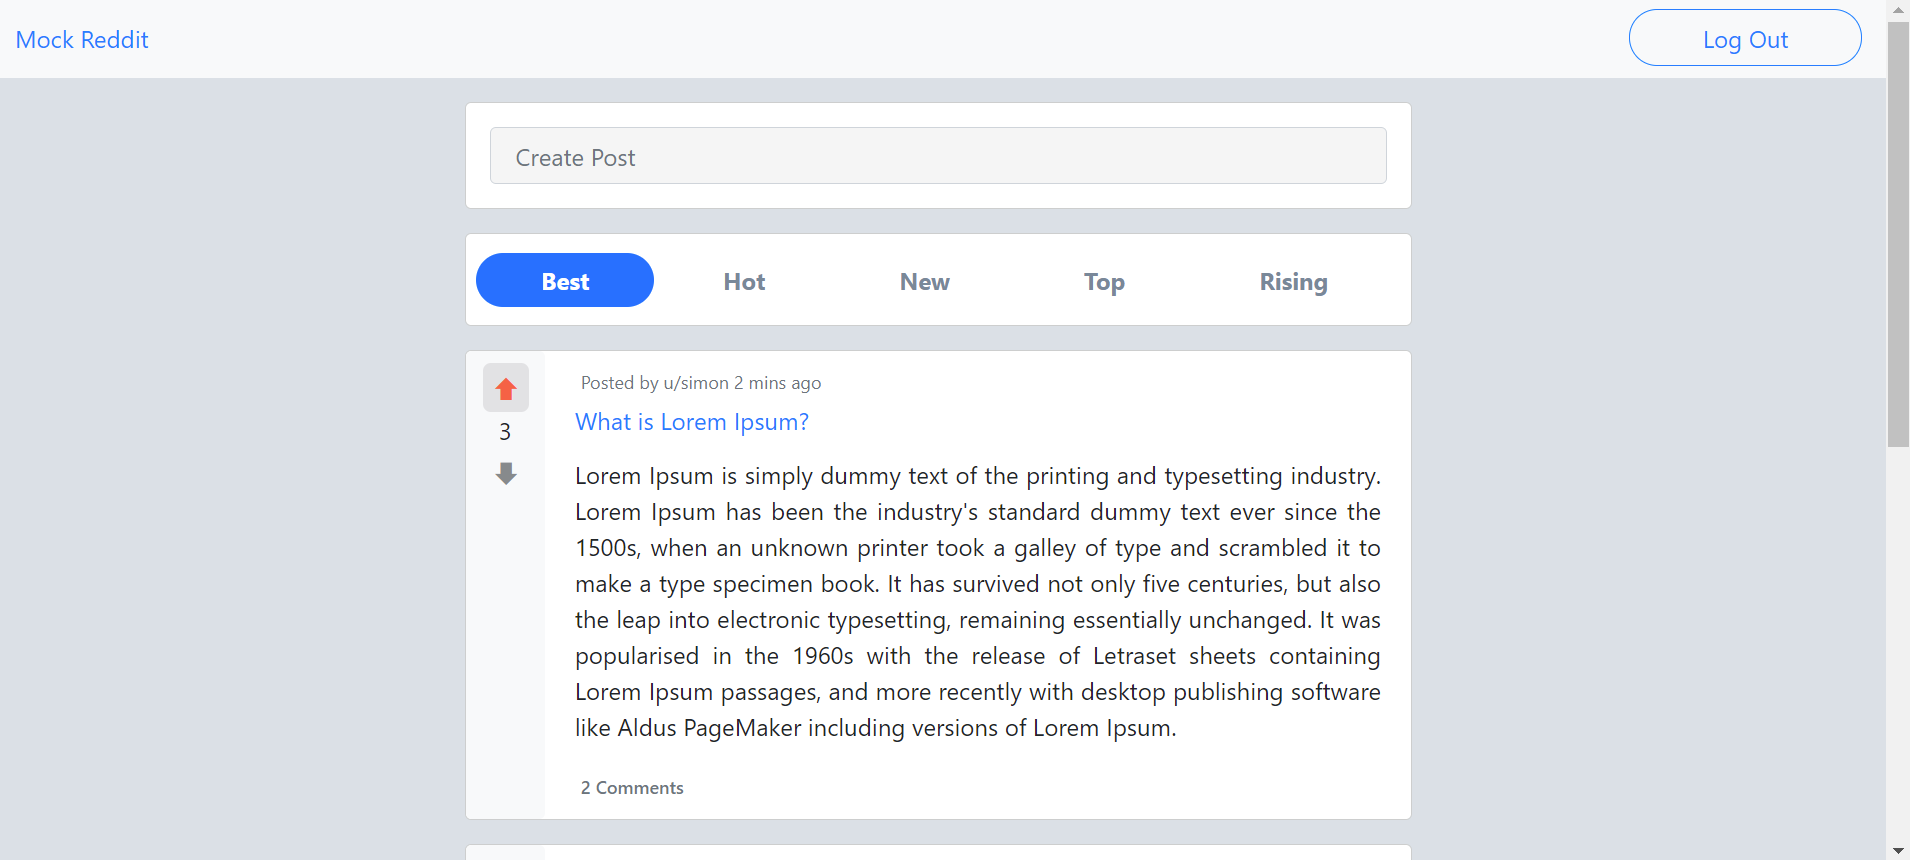 Mock Reddit
Log Out
Create Post
Best Hot New Top Rising
Posted by u/simon 2 mins ago
What is Lorem Ipsum?
3
Lorem Ipsum is simply dummy text of the printing and typesetting industry.
Lorem Ipsum has been the industry's standard dummy text ever since the
1500s, when an unknown printer took a galley of type and scrambled it to
make a type specimen book. It has survived not only five centuries, but also
the leap into electronic typesetting, remaining essentially unchanged. It was
popularised in the 1960s with the release of Letraset sheets containing
Lorem Ipsum passages, and more recently with desktop publishing software
like Aldus PageMaker including versions of Lorem Ipsum.
2 Comments